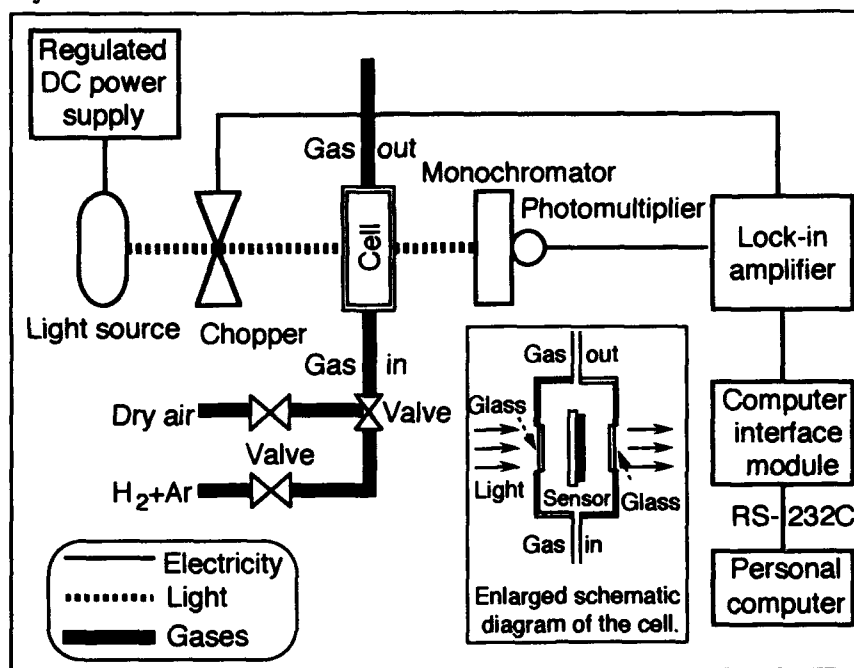 Regulated
DC power
supply
Gas out
Monochromator
Photomultiplier
Cell
Lock-in
amplifier
Light source
Chopper
Gas in
Dry air
Valve
Valve
H₂+Ar
Gas out
Glass
Light
Sensor
Glass
Gas in
Enlarged schematic
diagram of the cell.
Computer
interface
module
RS-232C
Personal
computer
Electricity
Light
Gases